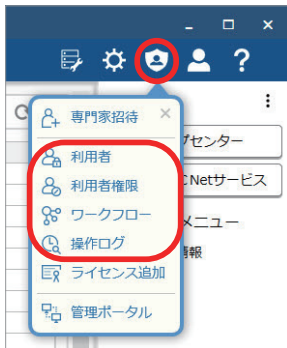 ?
専門家招待 ×
利用者
利用者権限
ワークフロー
操作ログ
ライセンス追加
管理ポータル
センター
Netサービス
メニュー
情報